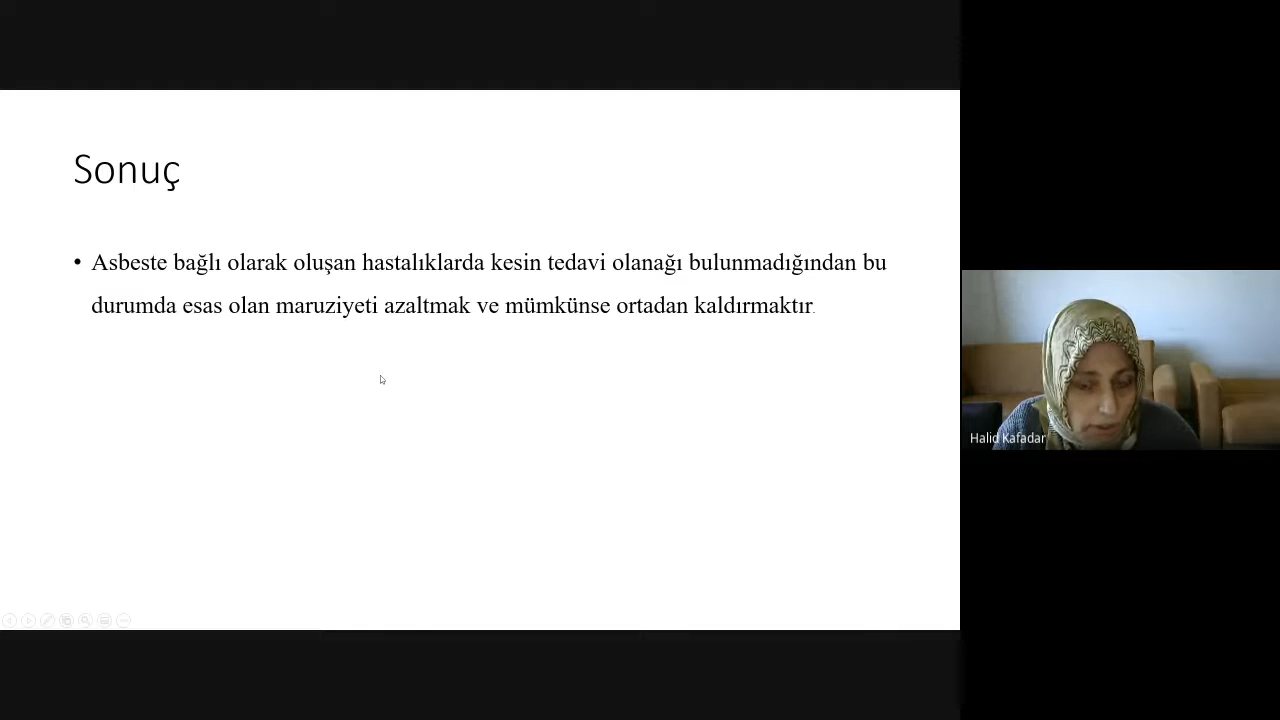 Sonuç
• Asbeste bağlı olarak oluşan hastalıklarda kesin tedavi olanağı bulunmadığından bu
durumda esas olan maruziyeti azaltmak ve mümkünse ortadan kaldırmaktır.
Halid Kafadar